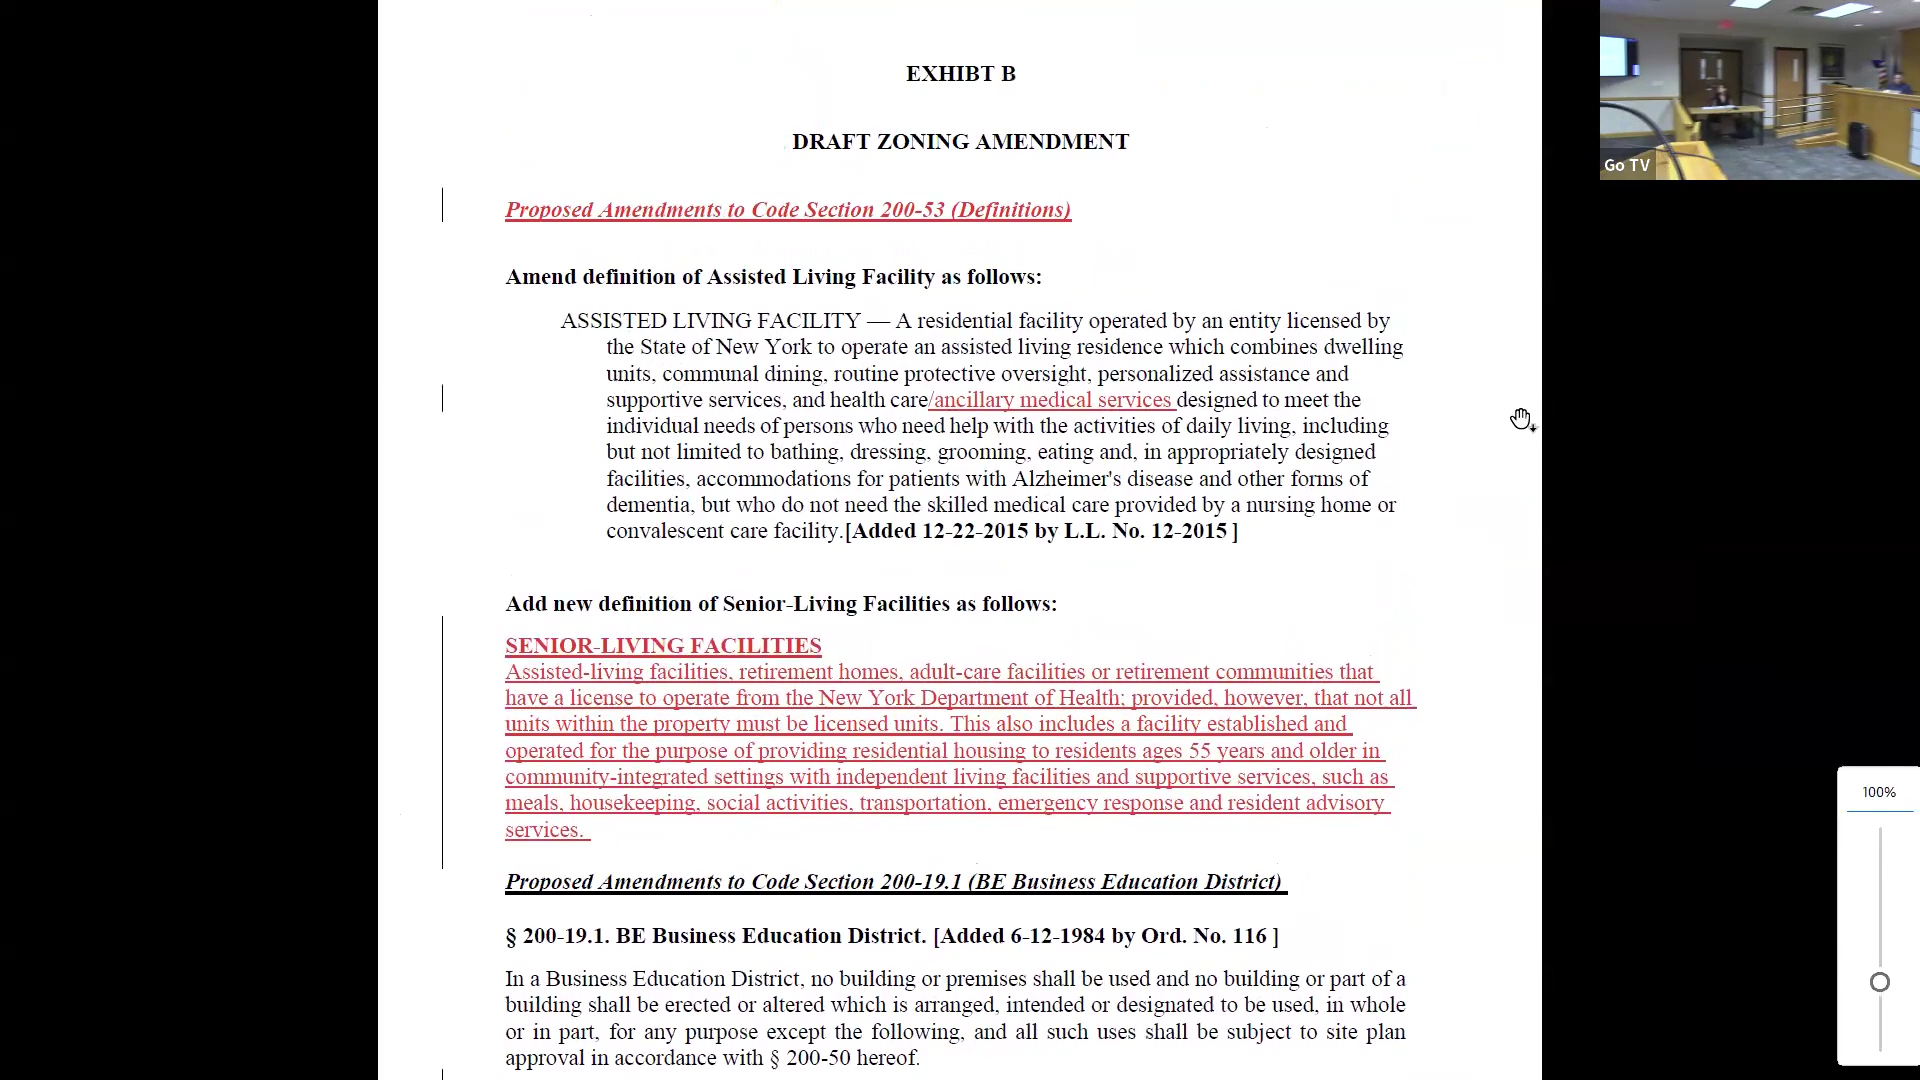 EXHIBT B
DRAFT ZONING AMENDMENT
Proposed Amendments to Code Section 200-53 (Definitions)
Amend definition of Assisted Living Facility as follows:
ASSISTED LIVING FACILITY — A residential facility operated by an entity licensed by
the State of New York to operate an assisted living residence which combines dwelling
units, communal dining, routine protective oversight, personalized assistance and
supportive services, and health care/ancillary medical services designed to meet the
individual needs of persons who need help with the activities of daily living, including
but not limited to bathing, dressing, grooming, eating and, in appropriately designed
facilities, accommodations for patients with Alzheimer's disease and other forms of
dementia, but who do not need the skilled medical care provided by a nursing home or
convalescent care facility.[Added 12-22-2015 by L.L. No. 12-2015 ]
Add new definition of Senior-Living Facilities as follows:
SENIOR-LIVING FACILITIES
Assisted-living facilities, retirement homes, adult-care facilities or retirement communities that
have a license to operate from the New York Department of Health; provided, however, that not all
units within the property must be licensed units. This also includes a facility established and
operated for the purpose of providing residential housing to residents ages 55 years and older in
community-integrated settings with independent living facilities and supportive services, such as
meals, housekeeping, social activities, transportation, emergency response and resident advisory
services.
Proposed Amendments to Code Section 200-19.1 (BE Business Education District)
§ 200-19.1. BE Business Education District. [Added 6-12-1984 by Ord. No. 116 ]
In a Business Education District, no building or premises shall be used and no building or part of a
building shall be erected or altered which is arranged, intended or designated to be used, in whole
or in part, for any purpose except the following, and all such uses shall be subject to site plan
approval in accordance with § 200-50 hereof.
Go TV
100%